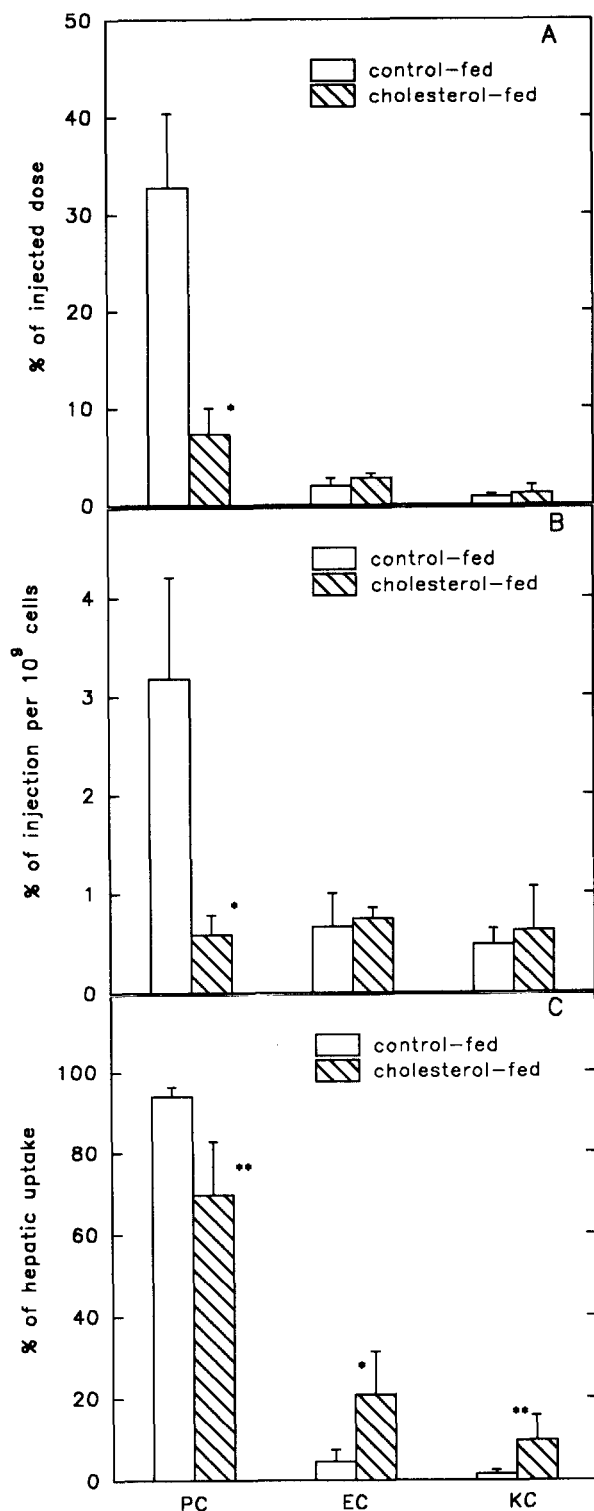 A
control-fed
cholesterol-fed
50
40
30
20
10
0
% of injected dose
*
B
control-fed
cholesterol-fed
4
3
2
1
0
% of injection per 10⁹ cells
*
C
control-fed
cholesterol-fed
100
80
60
40
20
0
% of hepatic uptake
**
*
**
PC EC KC